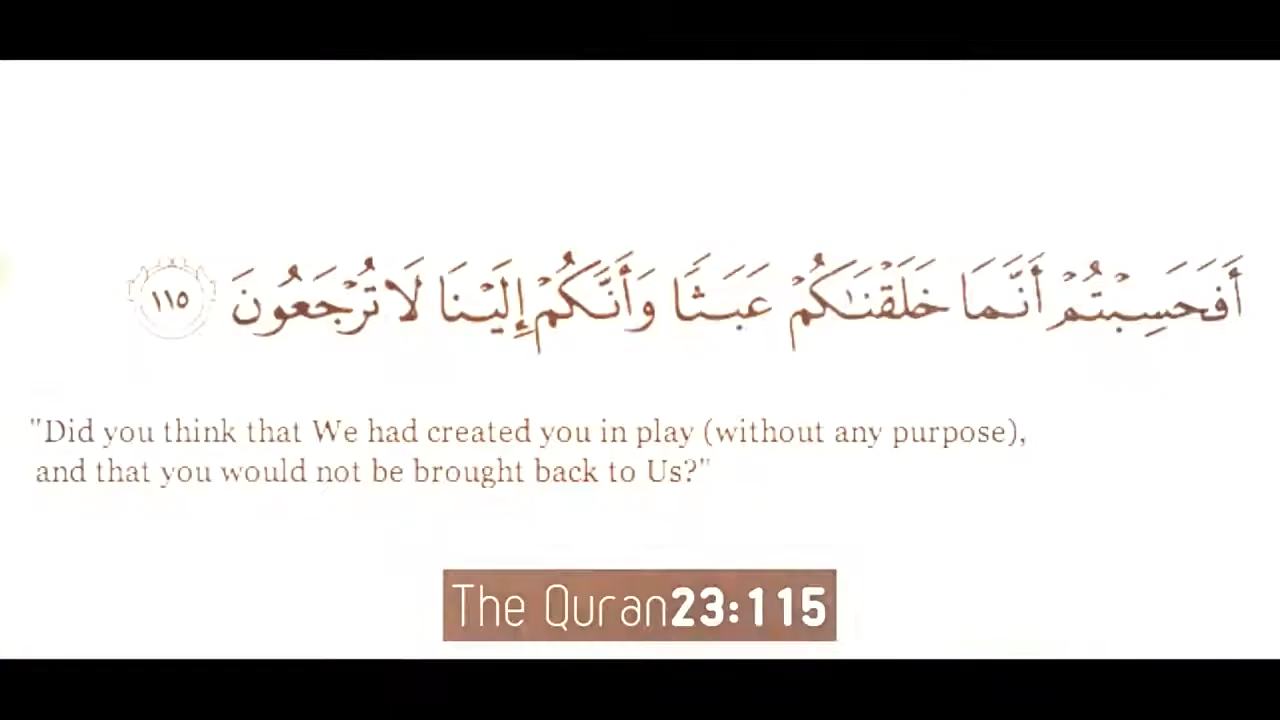 أَفَحَسِبْتُمْ أَنَّمَا خَلَقْنَٰكُمْ عَبَثًا وَأَنَّكُمْ إِلَيْنَا لَا تُرْجَعُونَ ١١٥
"Did you think that We had created you in play (without any purpose),
and that you would not be brought back to Us?"
The Quran23:115